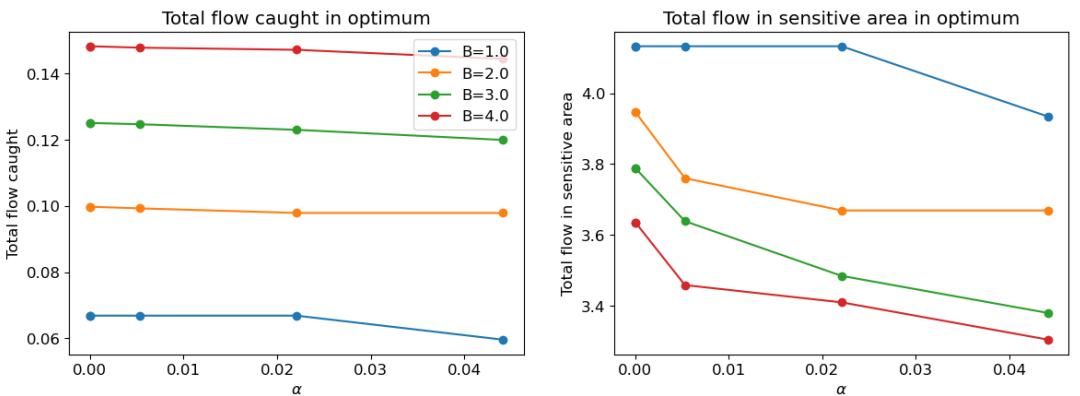 Total flow caught in optimum
Total flow caught
0.14
0.12
0.10
0.08
0.06
0.00 0.01 0.02 0.03 0.04
α
B=1.0
B=2.0
B=3.0
B=4.0
Total flow in sensitive area in optimum
Total flow in sensitive area
4.0
3.8
3.6
3.4
0.00 0.01 0.02 0.03 0.04
α